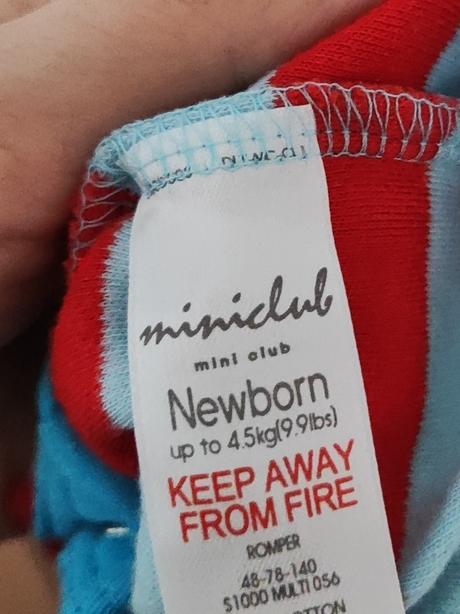 miniclub
mini club
Newborn
up to 4.5kg(9.9lbs)
KEEP AWAY
FROM FIRE
ROMPER
48-78-140
S1000 MULTI 056